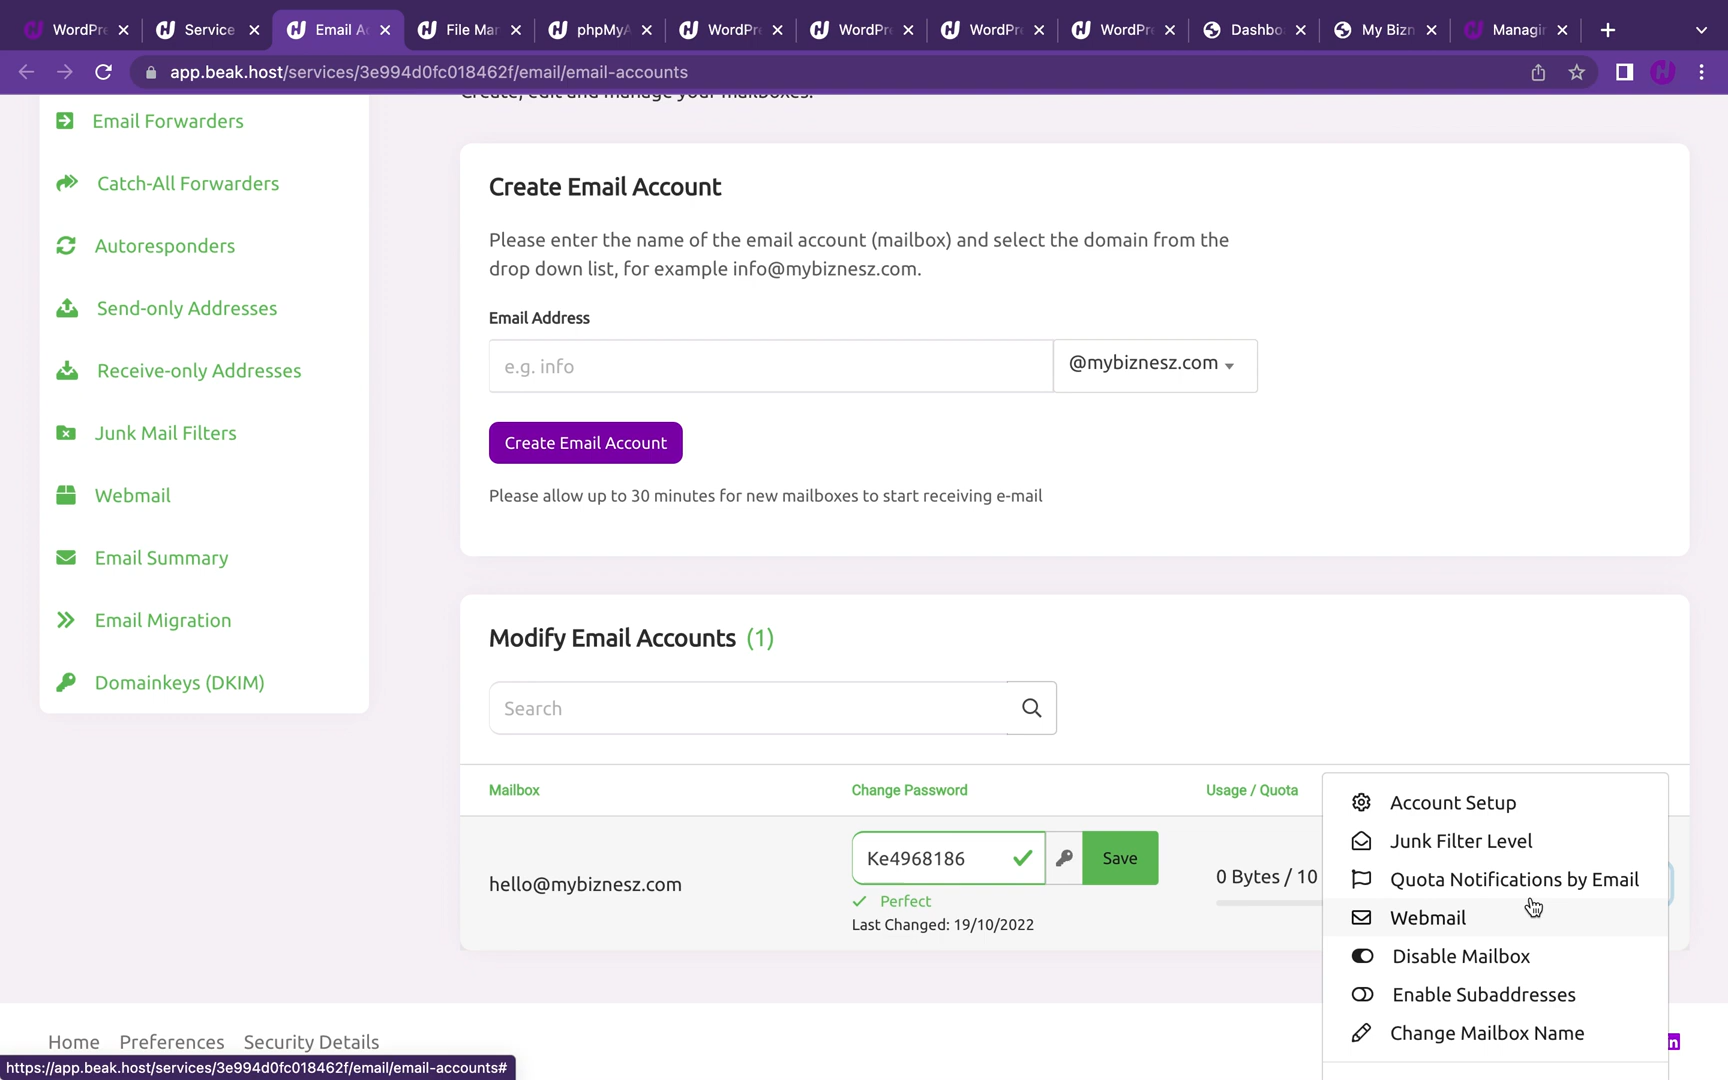 WordPre
Service
Email Ac
File Man
phpMyA
WordPre
WordPre
WordPre
WordPre
Dashbo
My Bizn
Managin
app.beak.host/services/3e994d0fc018462f/email/email-accounts
Create, edit and manage your mailboxes.
Email Forwarders
Catch-All Forwarders
Autoresponders
Send-only Addresses
Receive-only Addresses
Junk Mail Filters
Webmail
Email Summary
Email Migration
Domainkeys (DKIM)
Create Email Account
Please enter the name of the email account (mailbox) and select the domain from the
drop down list, for example info@mybiznesz.com.
Email Address
e.g. info
@mybiznesz.com
Create Email Account
Please allow up to 30 minutes for new mailboxes to start receiving e-mail
Modify Email Accounts (1)
Search
Mailbox
Change Password
Usage / Quota
hello@mybiznesz.com
Ke4968186
Save
Perfect
Last Changed: 19/10/2022
0 Bytes / 10
Account Setup
Junk Filter Level
Quota Notifications by Email
Webmail
Disable Mailbox
Enable Subaddresses
Change Mailbox Name
Home
Preferences
Security Details
https://app.beak.host/services/3e994d0fc018462f/email/email-accounts#